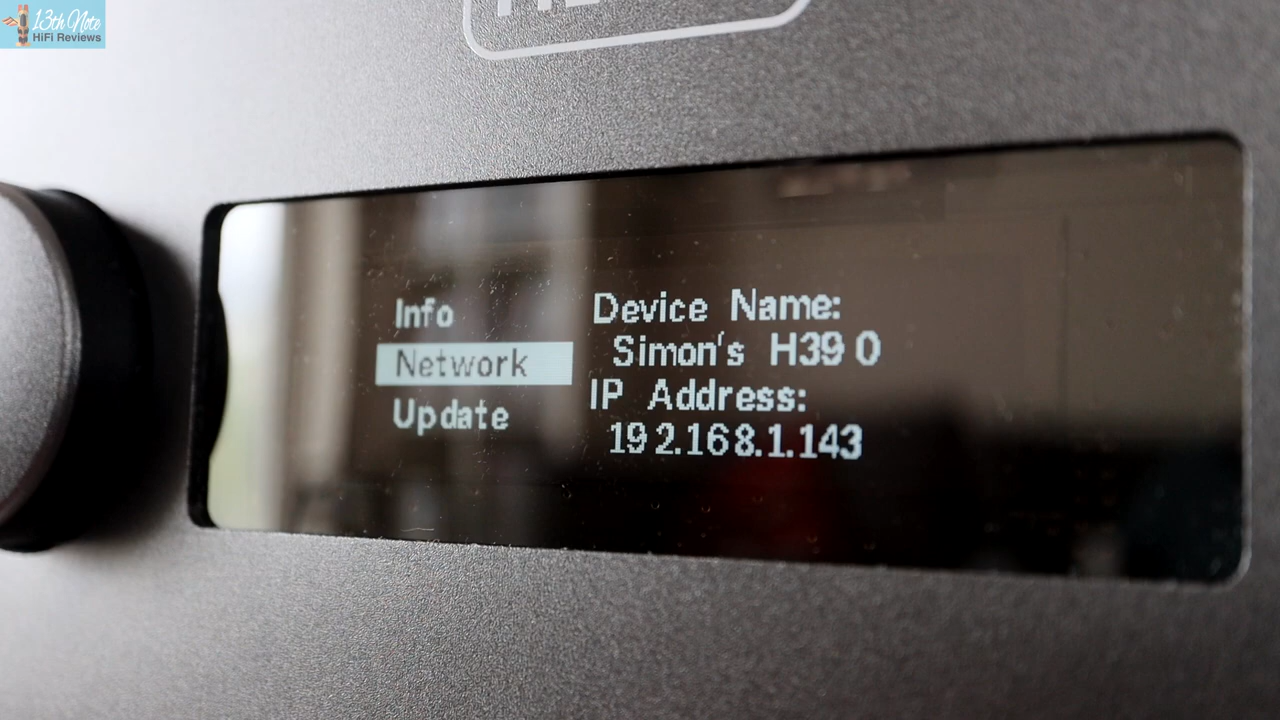 13th Note
HiFi Reviews
Info
Network
Update
Device Name:
Simon's H390
IP Address:
192.168.1.143